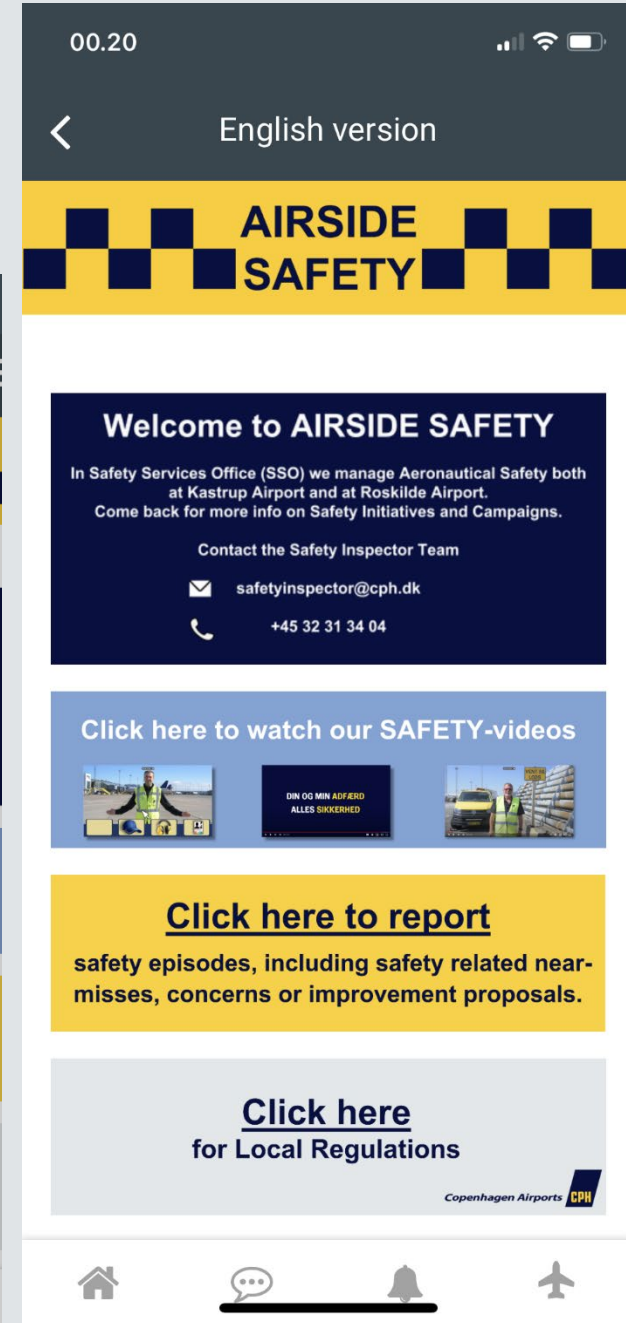 00.20
English version
AIRSIDE
SAFETY
Welcome to AIRSIDE SAFETY
In Safety Services Office (SSO) we manage Aeronautical Safety both
at Kastrup Airport and at Roskilde Airport.
Come back for more info on Safety Initiatives and Campaigns.
Contact the Safety Inspector Team
safetyinspector@cph.dk
+45 32 31 34 04
Click here to watch our SAFETY-videos
DIN OG MIN ADFÆRD
ALLES SIKKERHED
Click here to report
safety episodes, including safety related near-
misses, concerns or improvement proposals.
Click here
for Local Regulations
Copenhagen Airports CPH